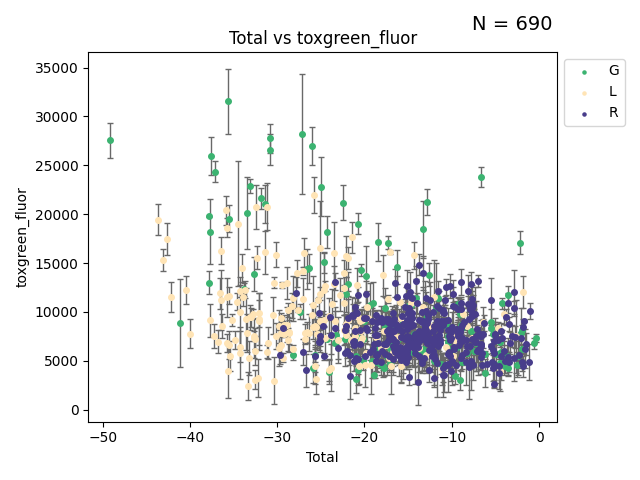 N = 690
Total vs toxgreen_fluor
G
L
R
toxgreen_fluor
35000
30000
25000
20000
15000
10000
5000
0
−50 −40 −30 −20 −10 0
Total